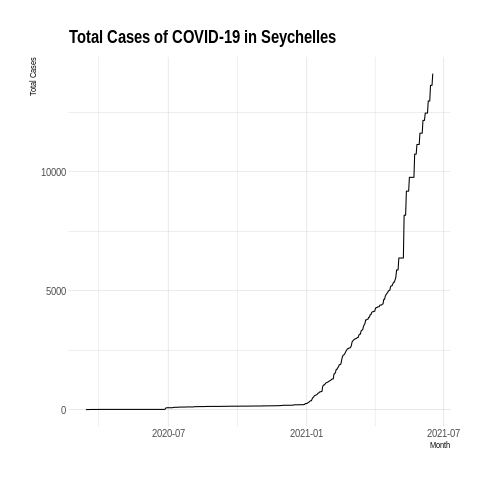 Total Cases of COVID-19 in Seychelles
Total Cases
10000
5000
0
2020-07
2021-01
2021-07
Month